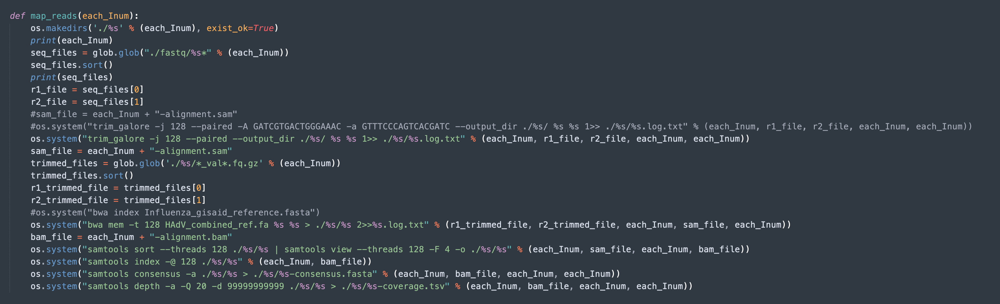 def map_reads(each_Inum):
    os.makedirs('./%s' % (each_Inum), exist_ok=True)
    print(each_Inum)
    seq_files = glob.glob("./fastq/%s*" % (each_Inum))
    seq_files.sort()
    print(seq_files)
    r1_file = seq_files[0]
    r2_file = seq_files[1]
    #sam_file = each_Inum + "-alignment.sam"
    #os.system("trim_galore -j 128 --paired -A GATCGTGACTGGGAAAC -a GTTTCCCAGTCACGATC --output_dir ./%s/ %s %s 1>> ./%s/%s.log.txt" % (each_Inum, r1_file, r2_file, each_Inum, each_Inum))
    os.system("trim_galore -j 128 --paired --output_dir ./%s/ %s %s 1>> ./%s/%s.log.txt" % (each_Inum, r1_file, r2_file, each_Inum, each_Inum))
    sam_file = each_Inum + "-alignment.sam"
    trimmed_files = glob.glob('./%s/*_val*.fq.gz' % (each_Inum))
    trimmed_files.sort()
    r1_trimmed_file = trimmed_files[0]
    r2_trimmed_file = trimmed_files[1]
    #os.system("bwa index Influenza_gisaid_reference.fasta")
    os.system("bwa mem -t 128 HAdV_combined_ref.fa %s %s > ./%s/%s 2>>%s.log.txt" % (r1_trimmed_file, r2_trimmed_file, each_Inum, sam_file, each_Inum))
    bam_file = each_Inum + "-alignment.bam"
    os.system("samtools sort --threads 128 ./%s/%s | samtools view --threads 128 -F 4 -o ./%s/%s" % (each_Inum, sam_file, each_Inum, bam_file))
    os.system("samtools index -@ 128 ./%s/%s" % (each_Inum, bam_file))
    os.system("samtools consensus -a ./%s/%s > ./%s/%s-consensus.fasta" % (each_Inum, bam_file, each_Inum, each_Inum))
    os.system("samtools depth -a -Q 20 -d 99999999999 ./%s/%s > ./%s/%s-coverage.tsv" % (each_Inum, bam_file, each_Inum, each_Inum))